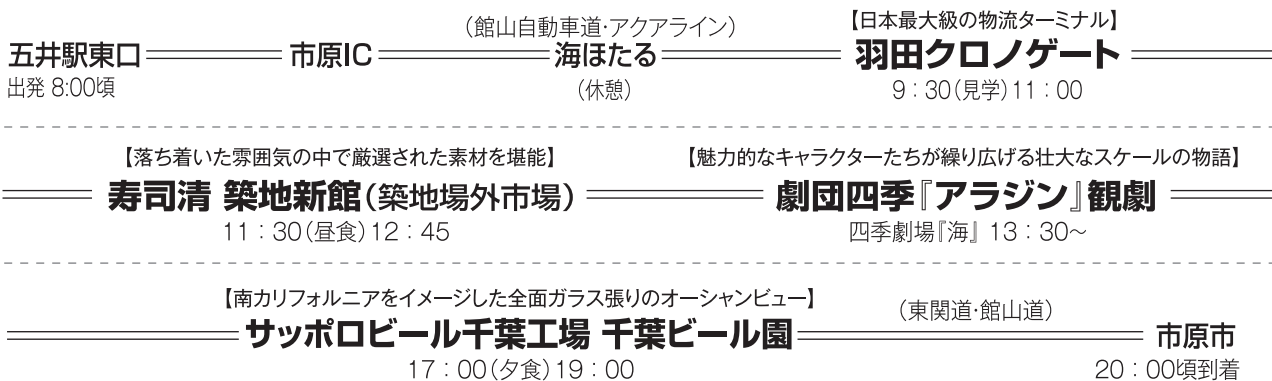 (館山自動車道・アクアライン)
【日本最大級の物流ターミナル】
五井駅東口 市原IC 海ほたる 羽田クロノゲート
出発 8:00頃 (休憩) 9：30(見学)11：00
【落ち着いた雰囲気の中で厳選された素材を堪能】 【魅力的なキャラクターたちが繰り広げる壮大なスケールの物語】
寿司清 築地新館(築地場外市場) 劇団四季『アラジン』観劇
11：30(昼食)12：45 四季劇場『海』 13：30～
【南カリフォルニアをイメージした全面ガラス張りのオーシャンビュー】 (東関道・館山道)
サッポロビール千葉工場 千葉ビール園 市原市
17：00(夕食)19：00 20：00頃到着